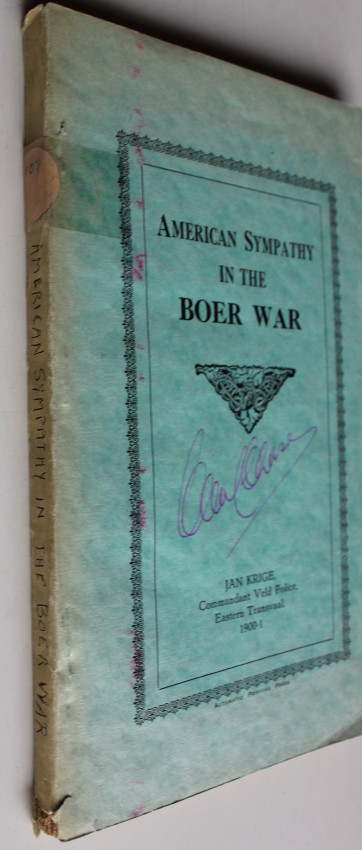 AMERICAN SYMPATHY IN THE BOER WAR
AMERICAN SYMPATHY
IN THE
BOER WAR
JAN KRIGE,
Commandant Veld Police,
Eastern Transvaal
1900-1